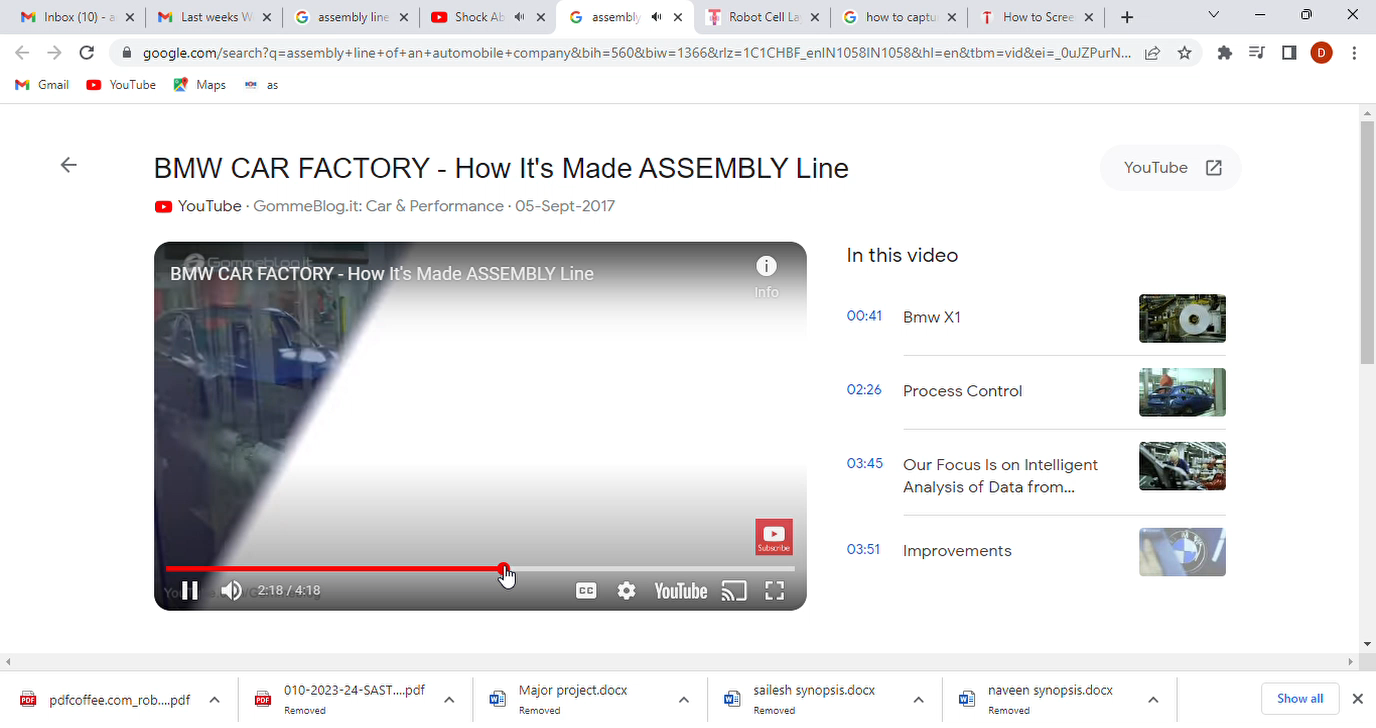 Inbox (10) - a
Last weeks W
assembly line
Shock Ab
assembly
Robot Cell La
how to captu
How to Scree
google.com/search?q=assembly+line+of+an+automobile+company&bih=560&biw=1366&rlz=1C1CHBF_enIN1058IN1058&hl=en&tbm=vid&ei=_0uJZPurN...
D
Gmail
YouTube
Maps
as
BMW CAR FACTORY - How It's Made ASSEMBLY Line
YouTube
YouTube · GommeBlog.it: Car & Performance · 05-Sept-2017
Gommeblog.it
BMW CAR FACTORY - How It's Made ASSEMBLY Line
Info
Subscribe
2:18 / 4:18
CC
YouTube
In this video
00:41 Bmw X1
02:26 Process Control
03:45 Our Focus Is on Intelligent
Analysis of Data from...
03:51 Improvements
pdfcoffee.com_rob....pdf
010-2023-24-SAST....pdf
Removed
Major project.docx
Removed
sailesh synopsis.docx
Removed
naveen synopsis.docx
Removed
Show all